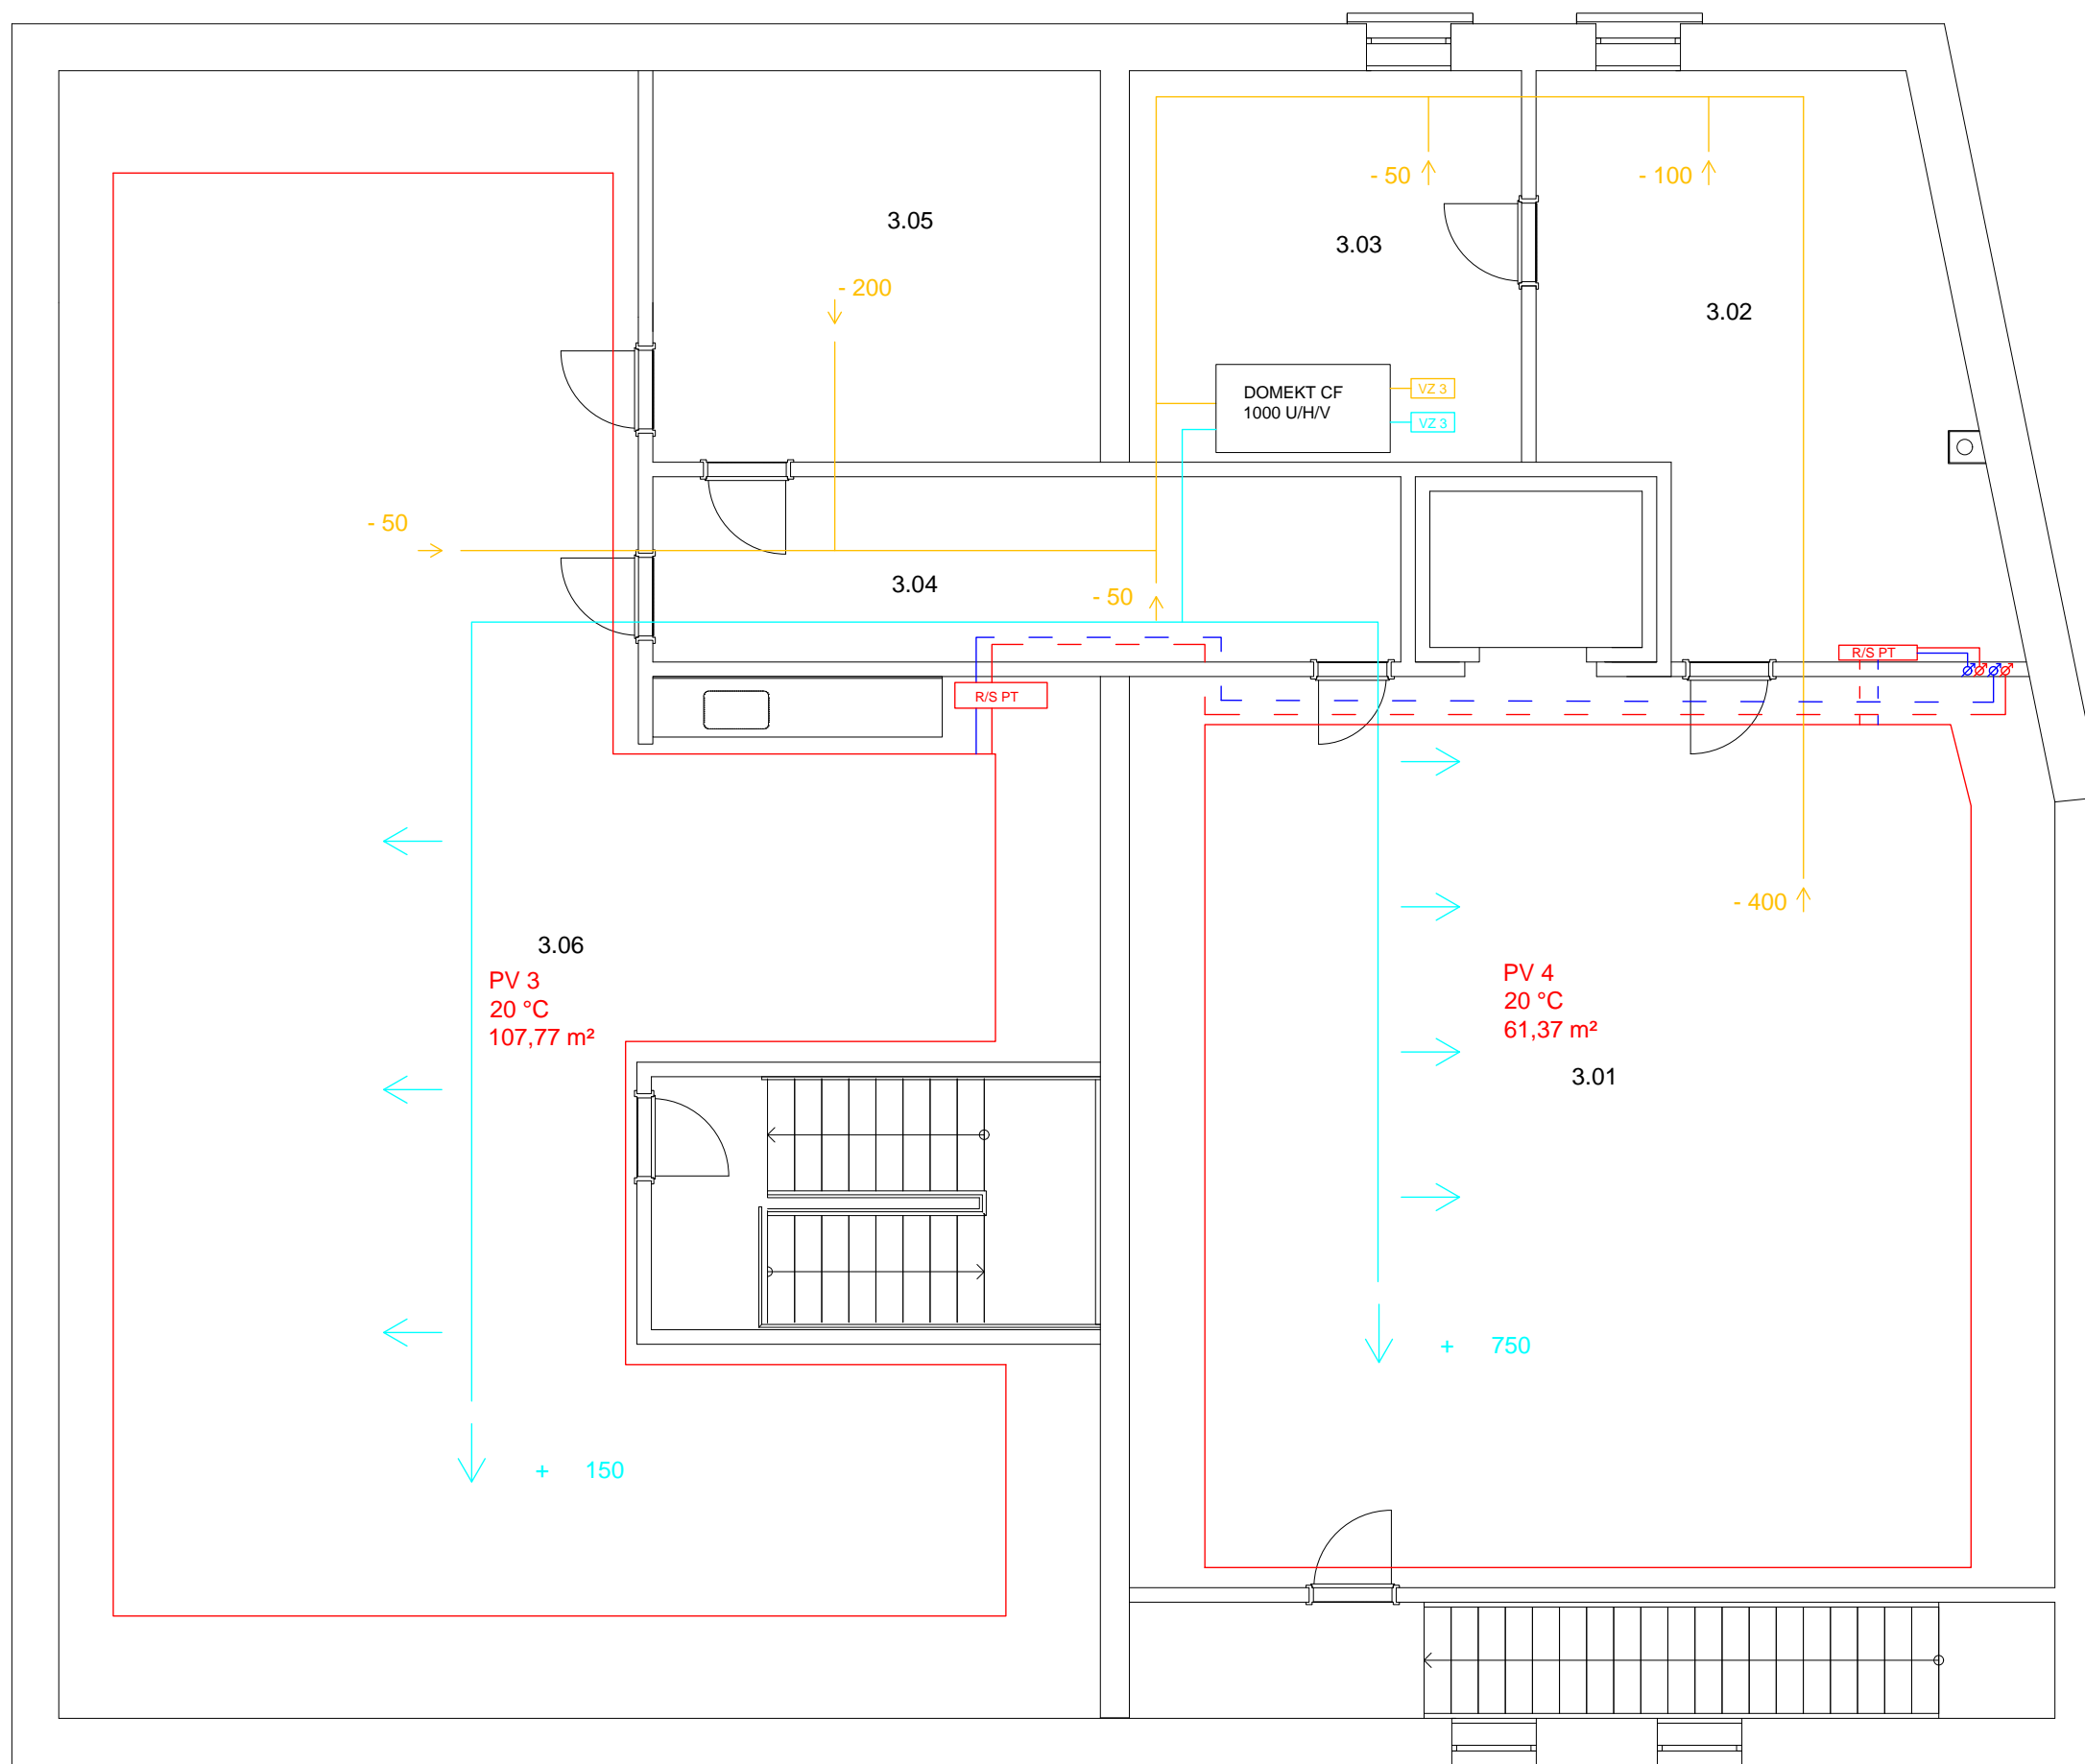 - 50
- 100
3.05
3.03
- 200
3.02
DOMEKT CF
1000 U/H/V
VZ 3
VZ 3
- 50
3.04
- 50
R/S PT
R/S PT
- 400
3.06
PV 3
20 °C
107,77 m²
PV 4
20 °C
61,37 m²
3.01
+ 750
+ 150